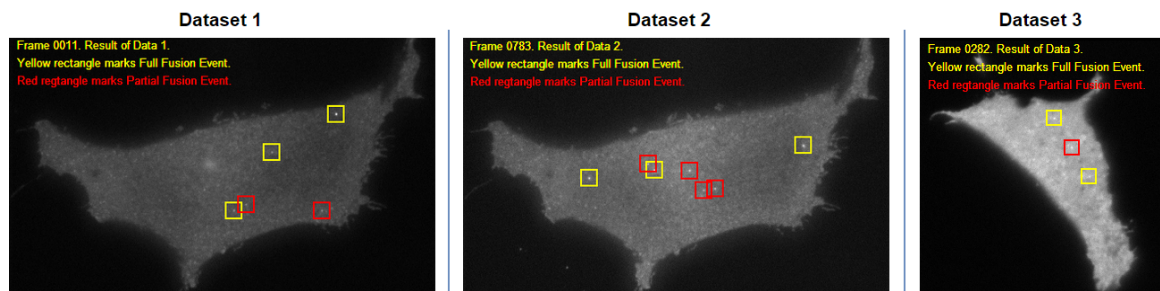 Dataset 1
Frame 0011. Result of Data 1.
Yellow rectangle marks Full Fusion Event.
Red regtangle marks Partial Fusion Event.
Dataset 2
Frame 0783. Result of Data 2.
Yellow rectangle marks Full Fusion Event.
Red regtangle marks Partial Fusion Event.
Dataset 3
Frame 0282. Result of Data 3.
Yellow rectangle marks Full Fusion Event.
Red regtangle marks Partial Fusion Event.